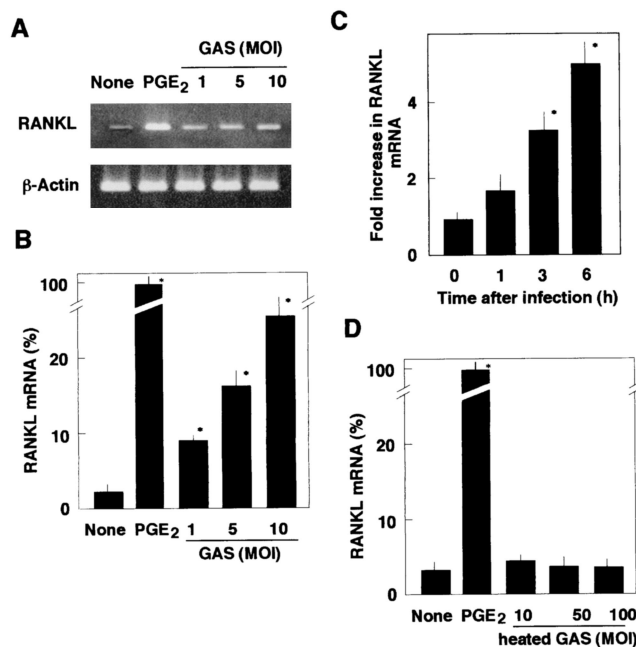 A
GAS (MOI)
None PGE2 1 5 10
RANKL
β-Actin
B
RANKL mRNA (%)
100
20
10
0
* * * *
None PGE2 1 5 10
GAS (MOI)
C
Fold increase in RANKL
mRNA
4
2
0
* *
0 1 3 6
Time after infection (h)
D
RANKL mRNA (%)
100
20
10
0
*
None PGE2 10 50 100
heated GAS (MOI)